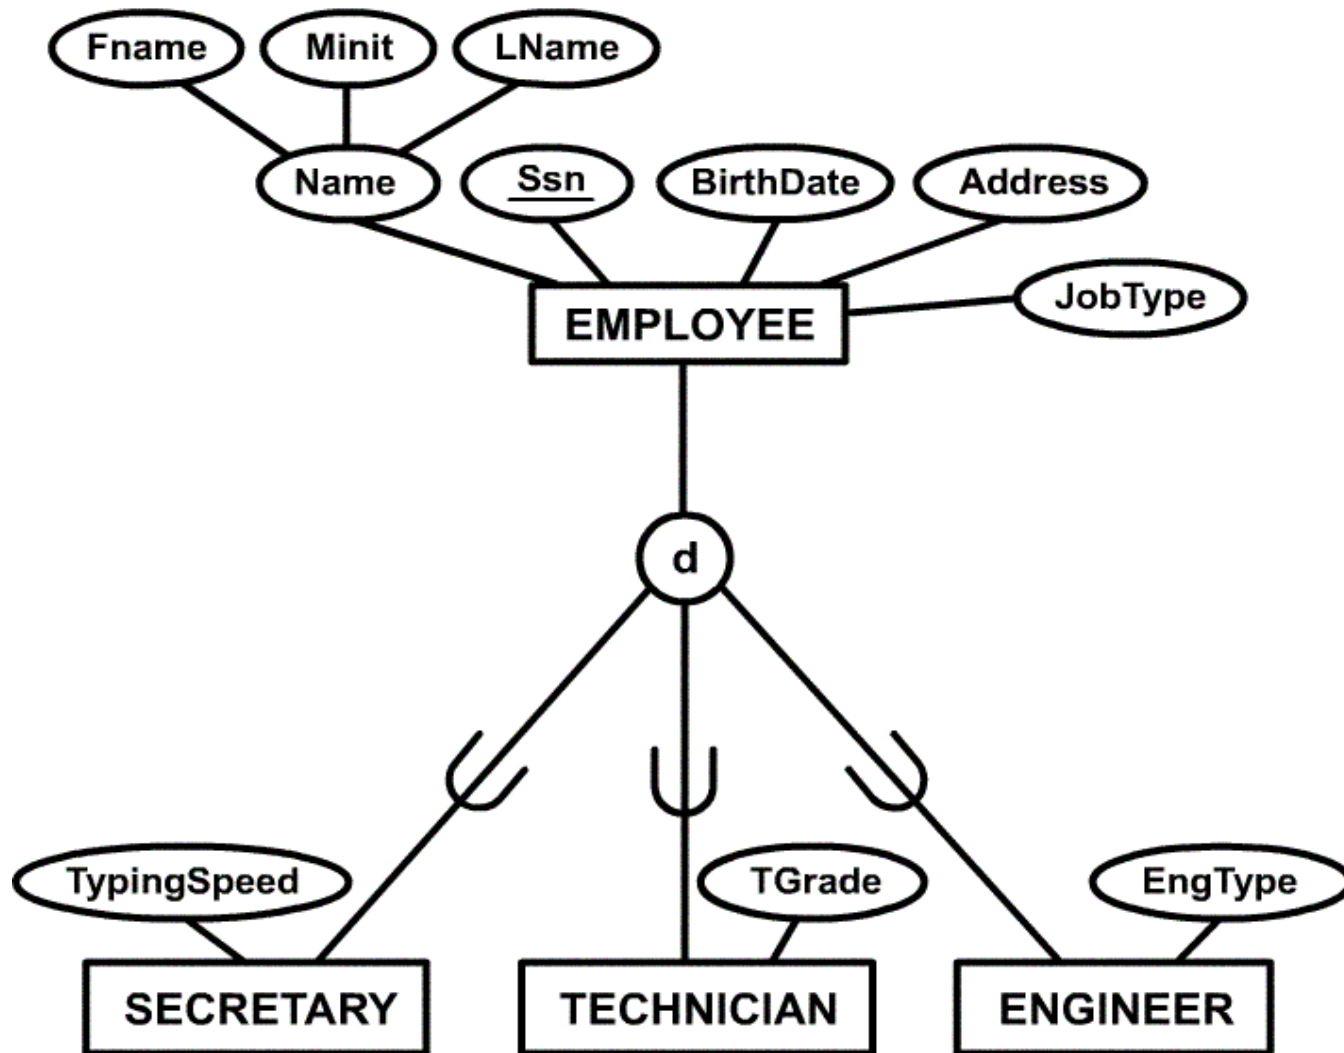 Fname Minit LName
Name Ssn BirthDate Address
JobType
EMPLOYEE
d
TypingSpeed TGrade EngType
SECRETARY TECHNICIAN ENGINEER